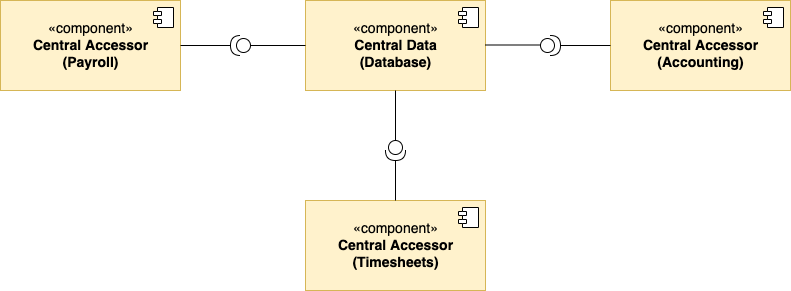 «component»
Central Accessor
(Payroll)
«component»
Central Data
(Database)
«component»
Central Accessor
(Accounting)
«component»
Central Accessor
(Timesheets)